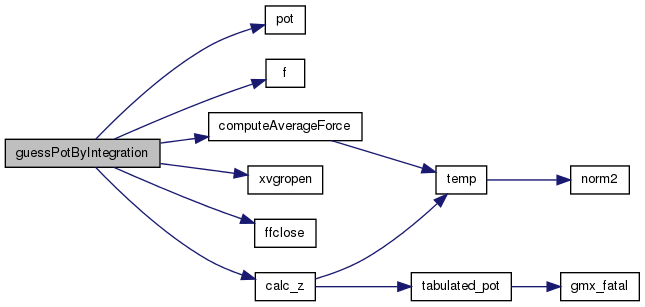 pot
f
guessPotByIntegration
computeAverageForce
xvgropen
temp
norm2
ffclose
calc_z
tabulated_pot
gmx_fatal